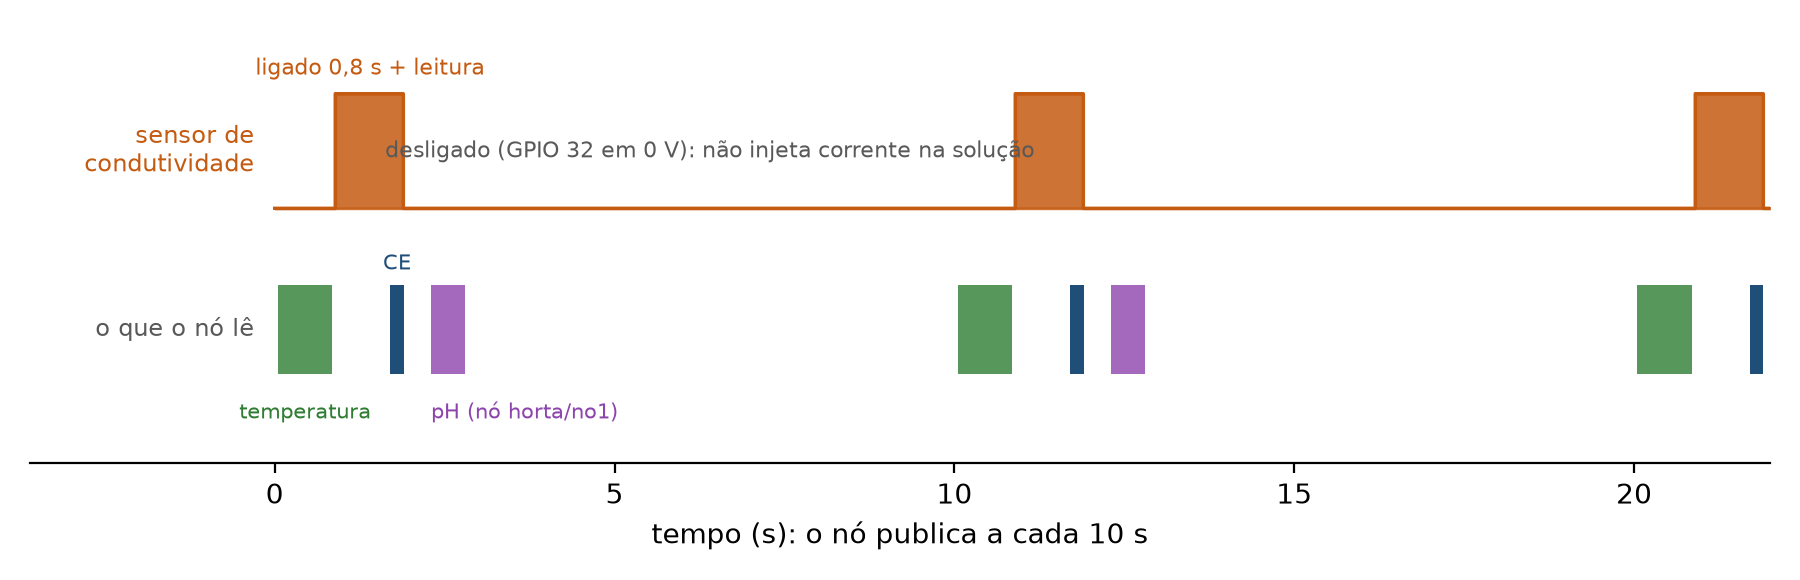 ligado 0,8 s + leitura
sensor de
condutividade
desligado (GPIO 32 em 0 V): não injeta corrente na solução
CE
o que o nó lê
temperatura
pH (nó horta/no1)
0
5
10
15
20
tempo (s): o nó publica a cada 10 s